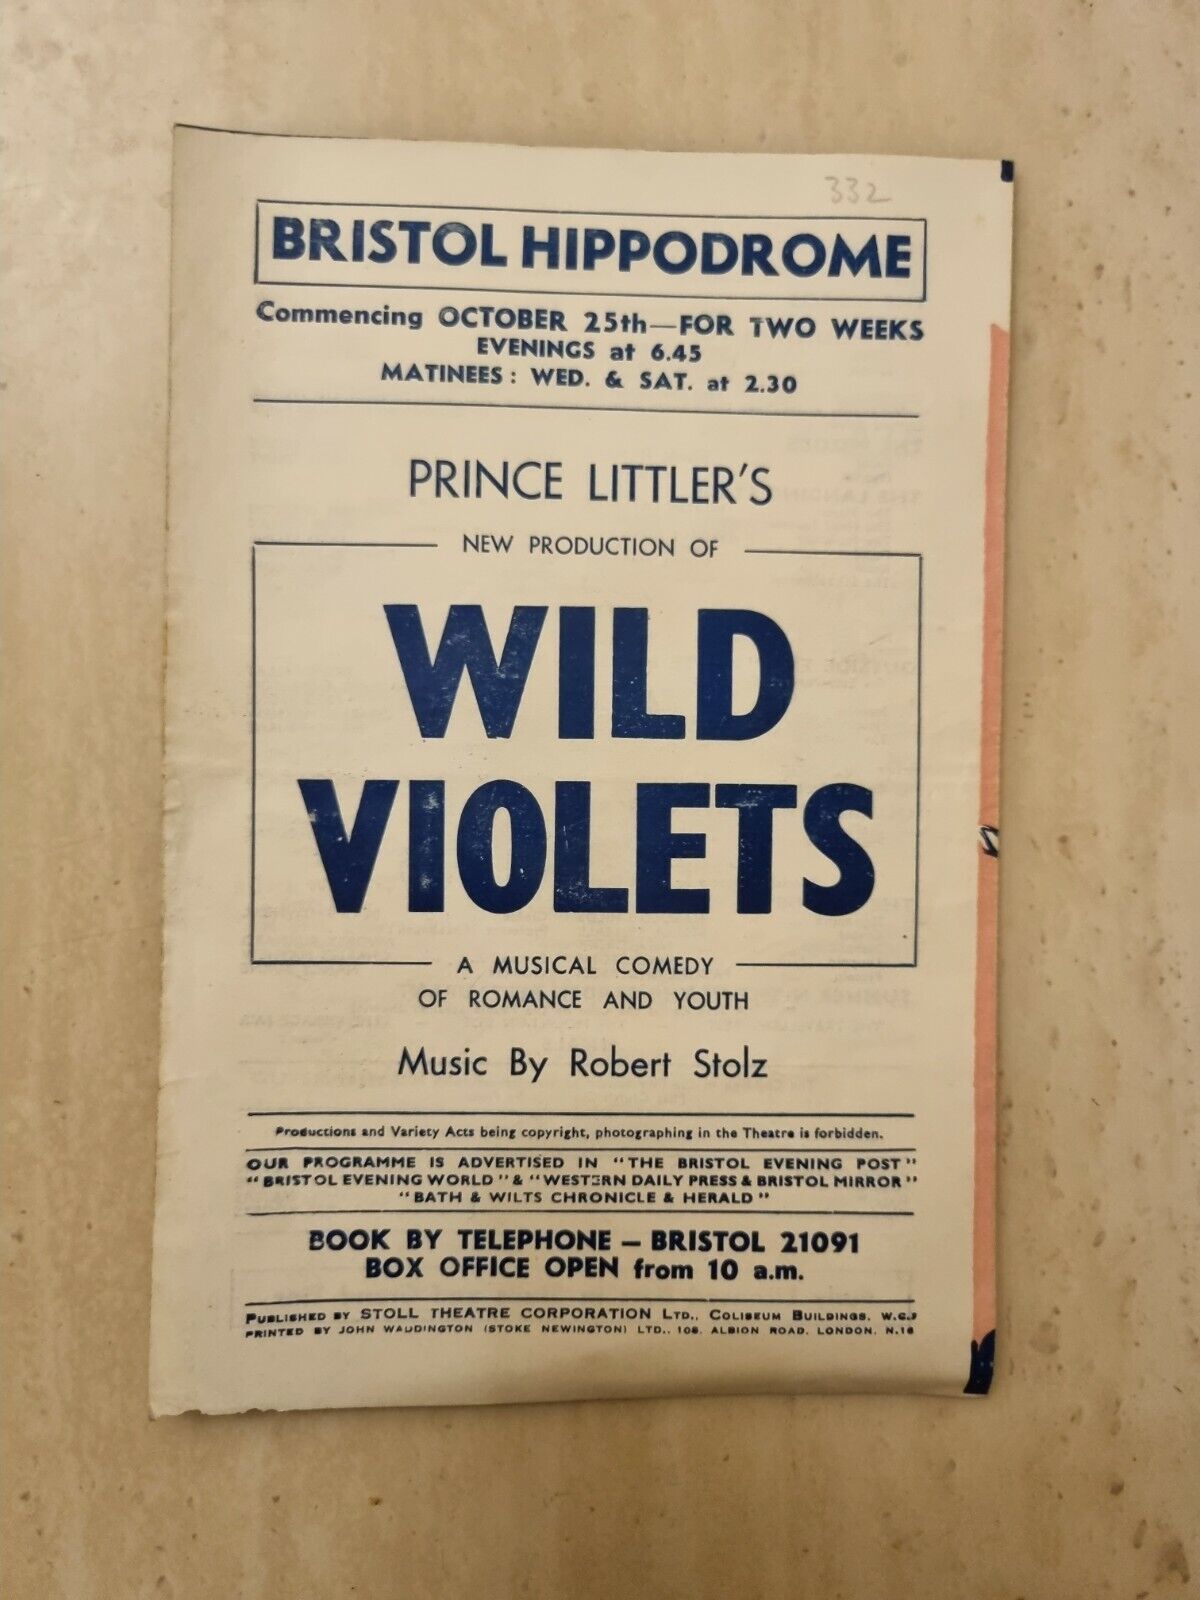 332
BRISTOL HIPPODROME
Commencing OCTOBER 25th—FOR TWO WEEKS
EVENINGS at 6.45
MATINEES: WED. & SAT. at 2.30
PRINCE LITTLER'S
NEW PRODUCTION OF
WILD
VIOLETS
A MUSICAL COMEDY
OF ROMANCE AND YOUTH
Music By Robert Stolz
Productions and Variety Acts being copyright, photographing in the Theatre is forbidden.
OUR PROGRAMME IS ADVERTISED IN "THE BRISTOL EVENING POST"
"BRISTOL EVENING WORLD" & "WESTERN DAILY PRESS & BRISTOL MIRROR"
"BATH & WILTS CHRONICLE & HERALD"
BOOK BY TELEPHONE — BRISTOL 21091
BOX OFFICE OPEN from 10 a.m.
PUBLISHED BY STOLL THEATRE CORPORATION LTD., COLISEUM BUILDINGS,
PRINTED BY JOHN WADDINGTON (STOKE NEWINGTON) LTD., 108, ALBION ROAD, LONDON, N.16